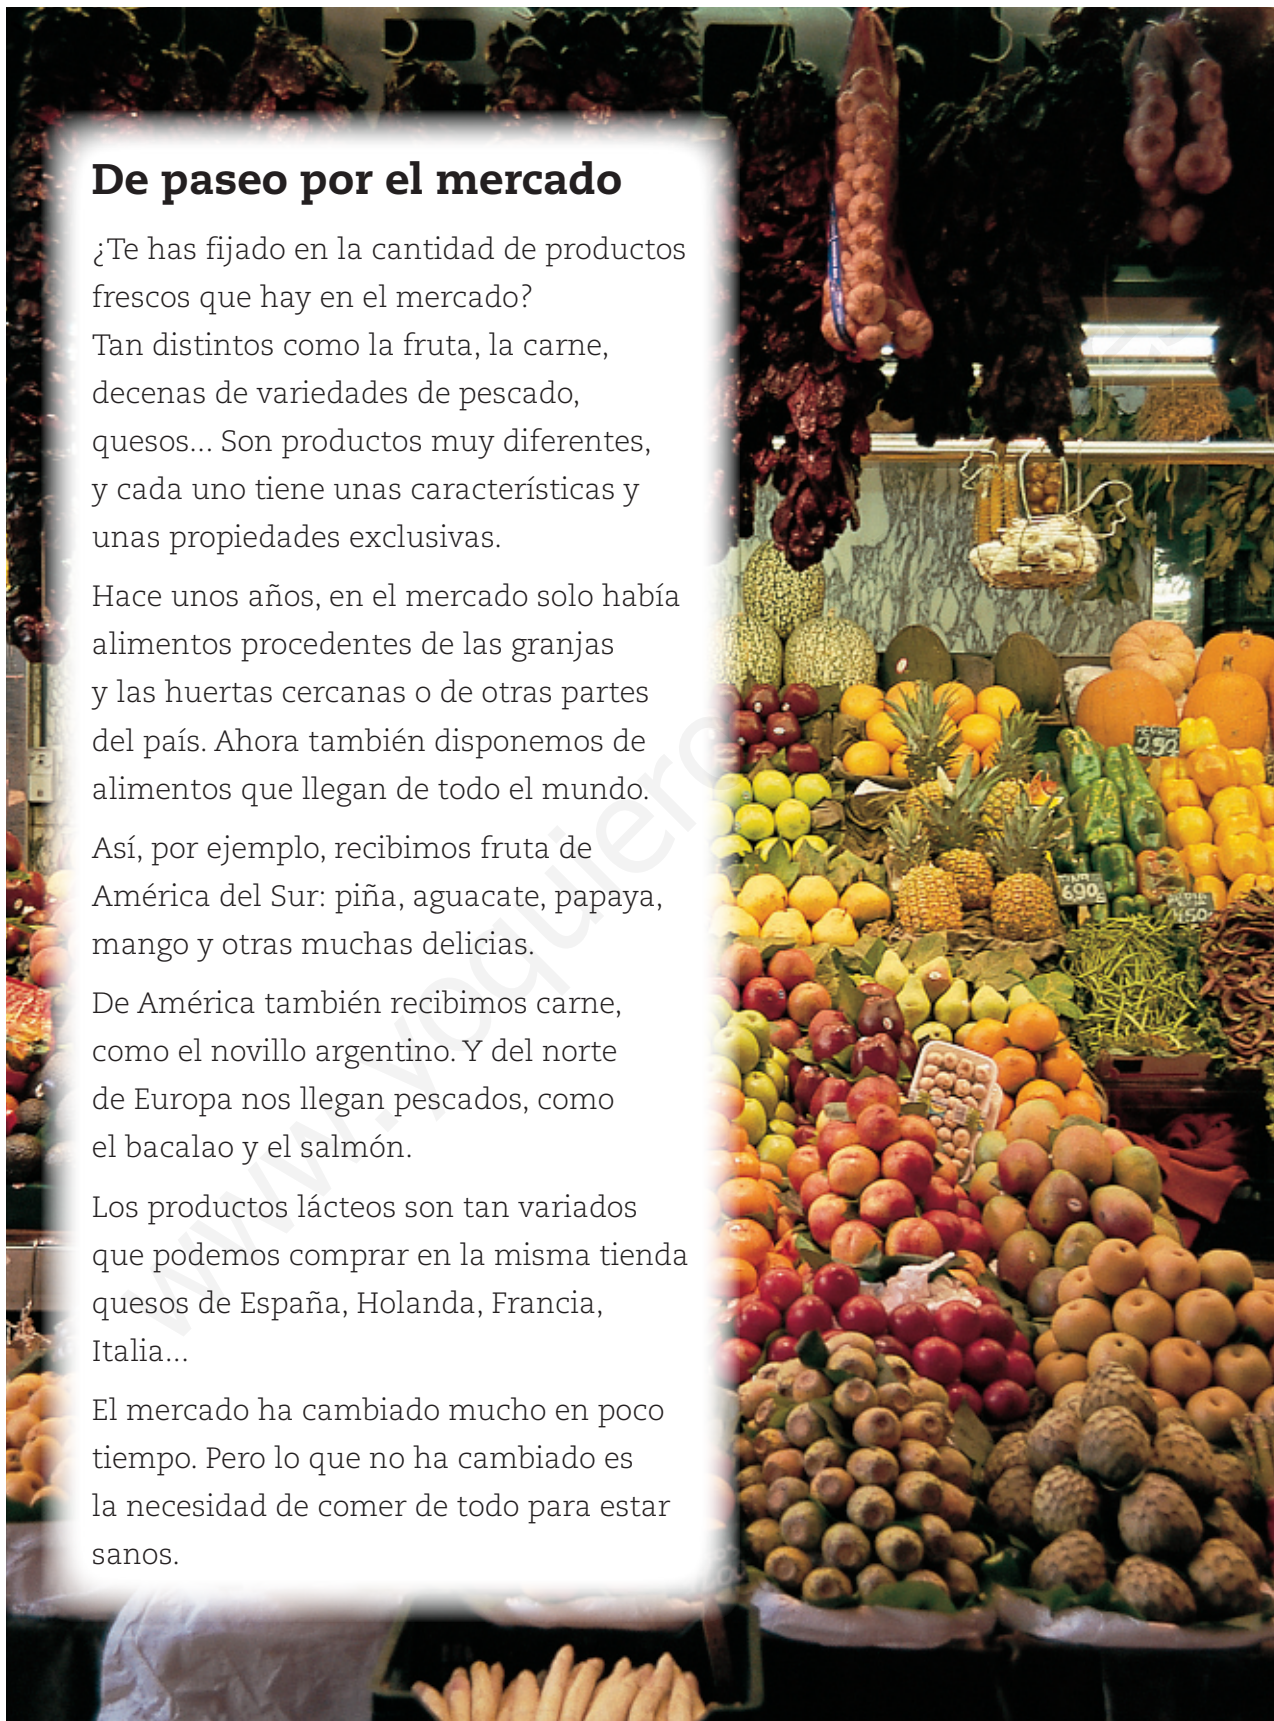 De paseo por el mercado
¿Te has fijado en la cantidad de productos
frescos que hay en el mercado?
Tan distintos como la fruta, la carne,
decenas de variedades de pescado,
quesos... Son productos muy diferentes,
y cada uno tiene unas características y
unas propiedades exclusivas.
Hace unos años, en el mercado solo había
alimentos procedentes de las granjas
y las huertas cercanas o de otras partes
del país. Ahora también disponemos de
alimentos que llegan de todo el mundo.
Así, por ejemplo, recibimos fruta de
América del Sur: piña, aguacate, papaya,
mango y otras muchas delicias.
De América también recibimos carne,
como el novillo argentino. Y del norte
de Europa nos llegan pescados, como
el bacalao y el salmón.
Los productos lácteos son tan variados
que podemos comprar en la misma tienda
quesos de España, Holanda, Francia,
Italia...
El mercado ha cambiado mucho en poco
tiempo. Pero lo que no ha cambiado es
la necesidad de comer de todo para estar
sanos.
www.yoquiero
290
690
450